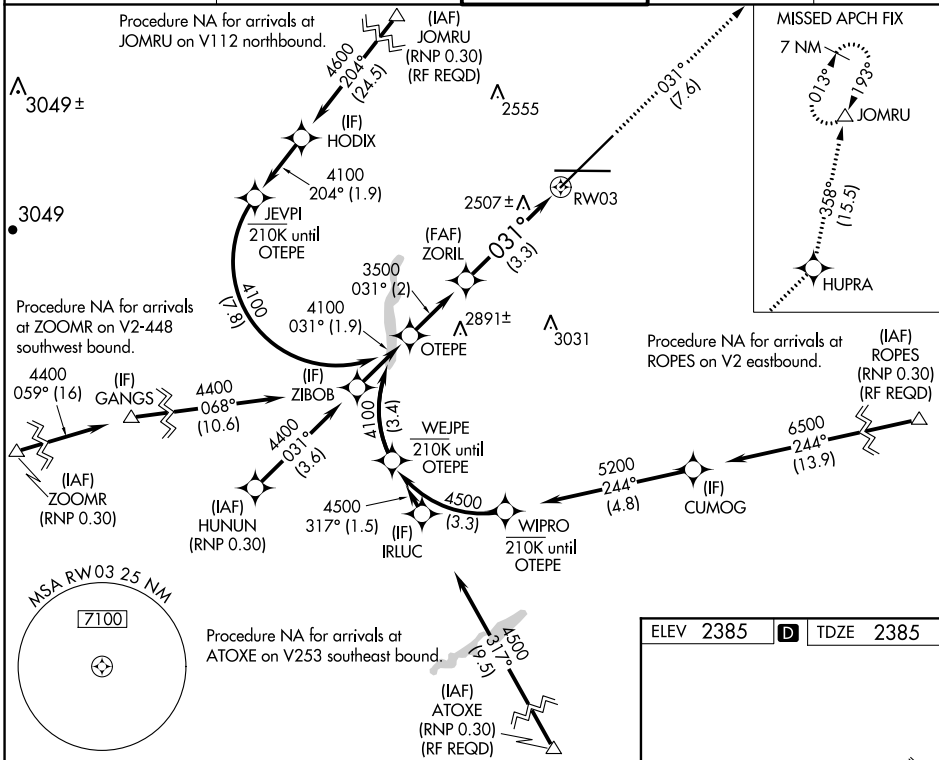 Procedure NA for arrivals at
JOMRU on V112 northbound.
(IAF)
JOMRU
(RNP 0.30)
(RF REQD)
4600
204°
(24.5)
MISSED APCH FIX
7 NM
013°
193°
JOMRU
358°
(15.5)
HUPRA
3049±
2555
031°
(7.6)
(IF)
HODIX
4100
204° (1.9)
3049
JEVPI
210K until
OTEPE
2507±
RW03
(FAF)
ZORIL
031°
(3.3)
3500
031° (2)
4100
(7.8)
4100
031° (1.9)
OTEPE
2891±
3031
Procedure NA for arrivals
at ZOOMR on V2-448
southwest bound.
Procedure NA for arrivals at
ROPES on V2 eastbound.
(IAF)
ROPES
(RNP 0.30)
(RF REQD)
4400
059° (16)
(IF)
GANGS
4400
068°
(10.6)
(IF)
ZIBOB
4100
(3.4)
WEJPE
210K until
OTEPE
6500
244°
(13.9)
4400
031°
(3.6)
5200
244°
(4.8)
(IF)
CUMOG
(IAF)
ZOOMR
(RNP 0.30)
(IAF)
HUNUN
(RNP 0.30)
4500
317° (1.5)
(IF)
IRLUC
4500
(3.3)
WIPRO
210K until
OTEPE
MSA RW03 25 NM
7100
Procedure NA for arrivals at
ATOXE on V253 southeast bound.
4500
317°
(9.5)
(IAF)
ATOXE
(RNP 0.30)
(RF REQD)
ELEV 2385 D TDZE 2385